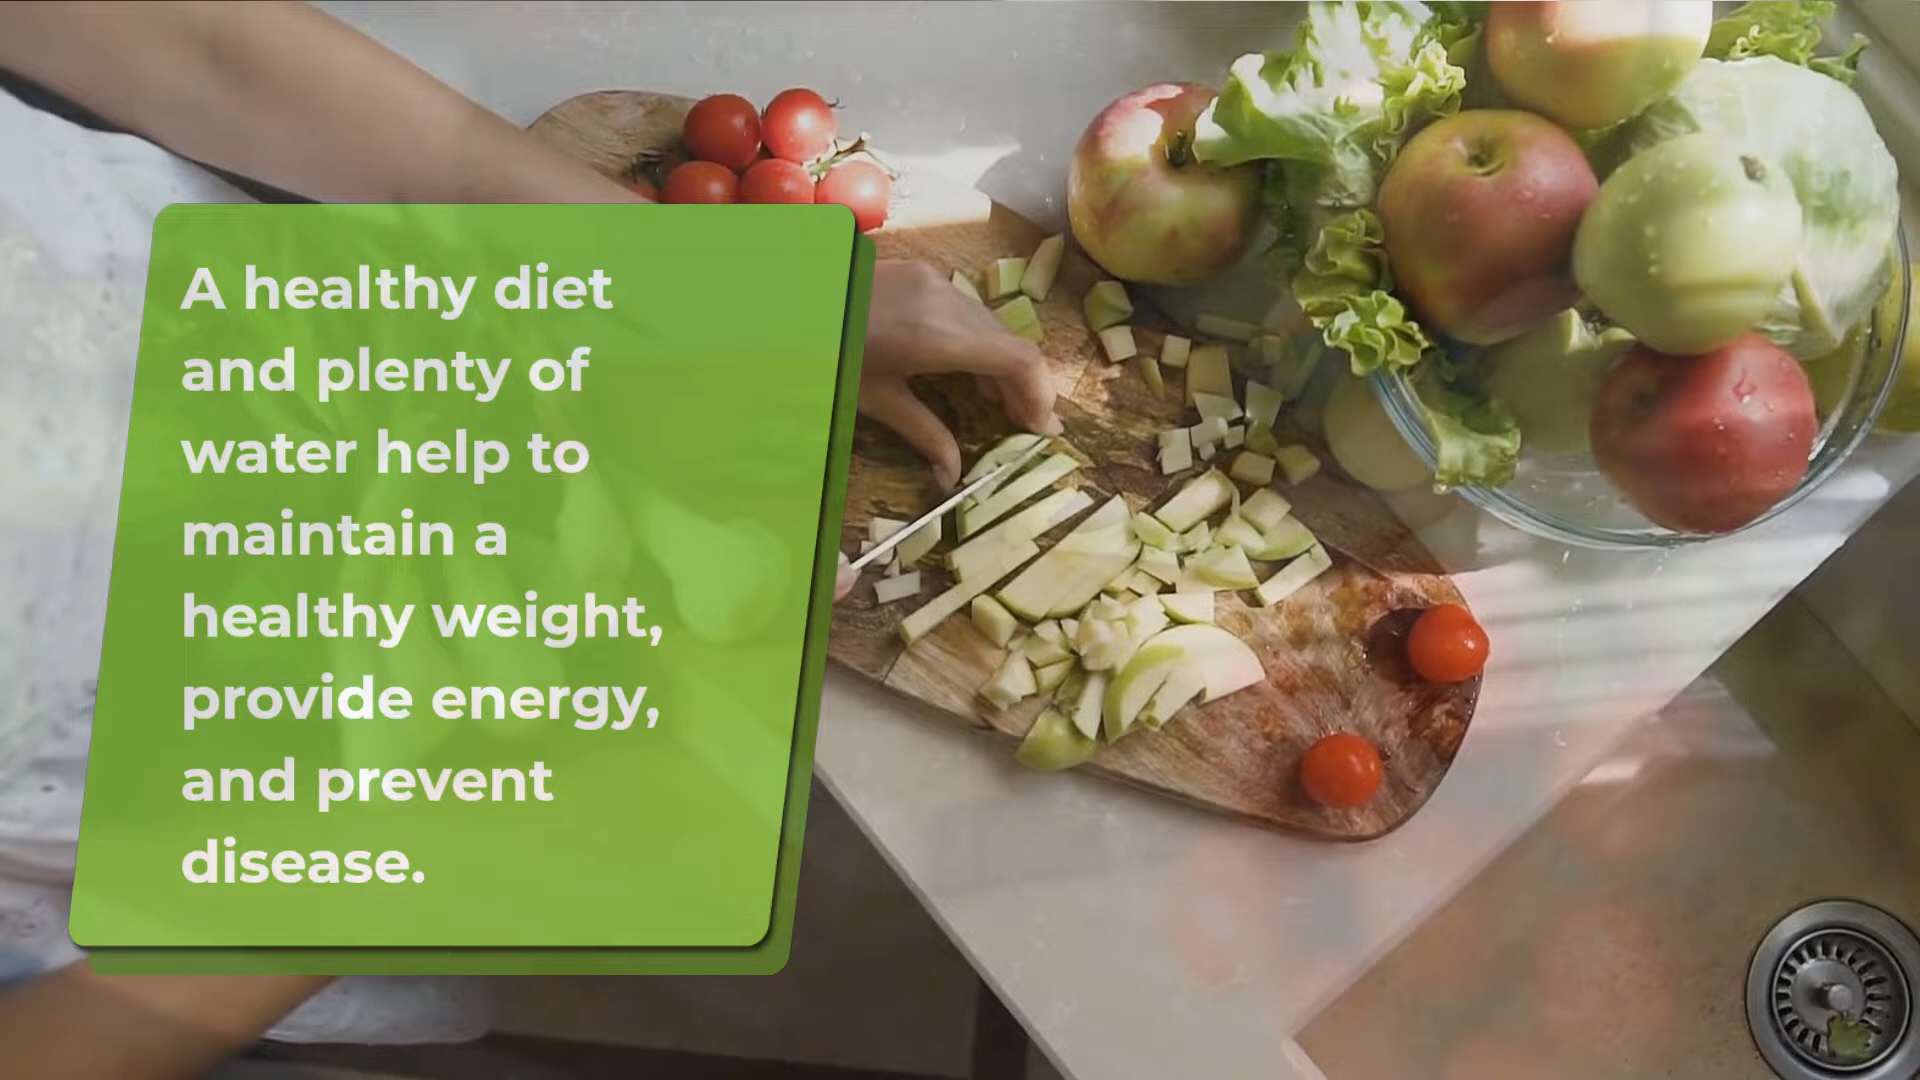 A healthy diet
and plenty of
water help to
maintain a
healthy weight,
provide energy,
and prevent
disease.